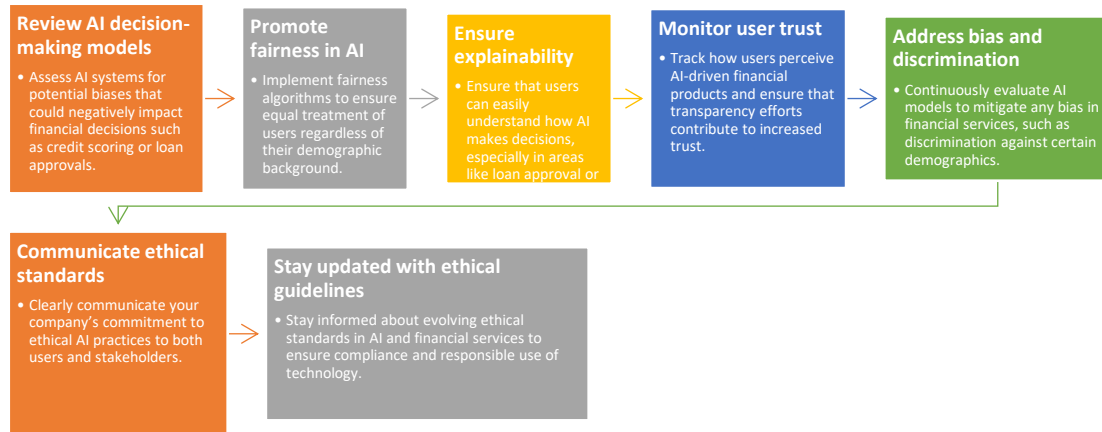 Review AI decision-
making models
• Assess AI systems for
potential biases that
could negatively impact
financial decisions such
as credit scoring or loan
approvals.
Promote
fairness in AI
• Implement fairness
algorithms to ensure
equal treatment of
users regardless of
their demographic
background.
Ensure
explainability
• Ensure that users
can easily
understand how AI
makes decisions,
especially in areas
like loan approval or
Monitor user trust
• Track how users perceive
AI-driven financial
products and ensure that
transparency efforts
contribute to increased
trust.
Address bias and
discrimination
• Continuously evaluate AI
models to mitigate any bias in
financial services, such as
discrimination against certain
demographics.
Communicate ethical
standards
• Clearly communicate your
company’s commitment to
ethical AI practices to both
users and stakeholders.
Stay updated with ethical
guidelines
• Stay informed about evolving ethical
standards in AI and financial services to
ensure compliance and responsible use of
technology.